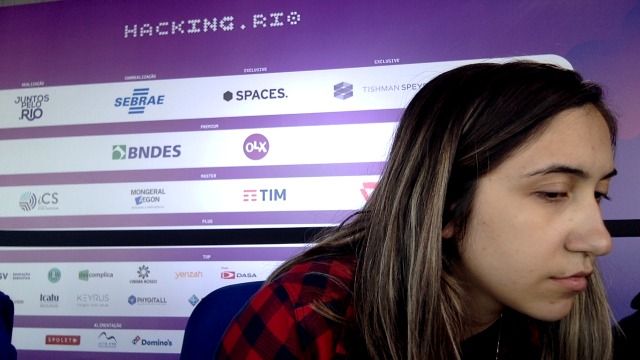 HACKING.RIO
REALIZAÇÃO
CORREALIZAÇÃO
EXCLUSIVE
EXCLUSIVE
JUNTOS PELO .RIO
SEBRAE
SPACES.
TISHMAN SPEY
PREMIUM
BNDES
OLX
MASTER
iCS
MONGERAL AEGON
TIM
PLUS
TOP
descomplica
yenzah
DASA
Icatu
KEYRUS
PHYGITALL
ALIMENTAÇÃO
SPOLETO
Domino's